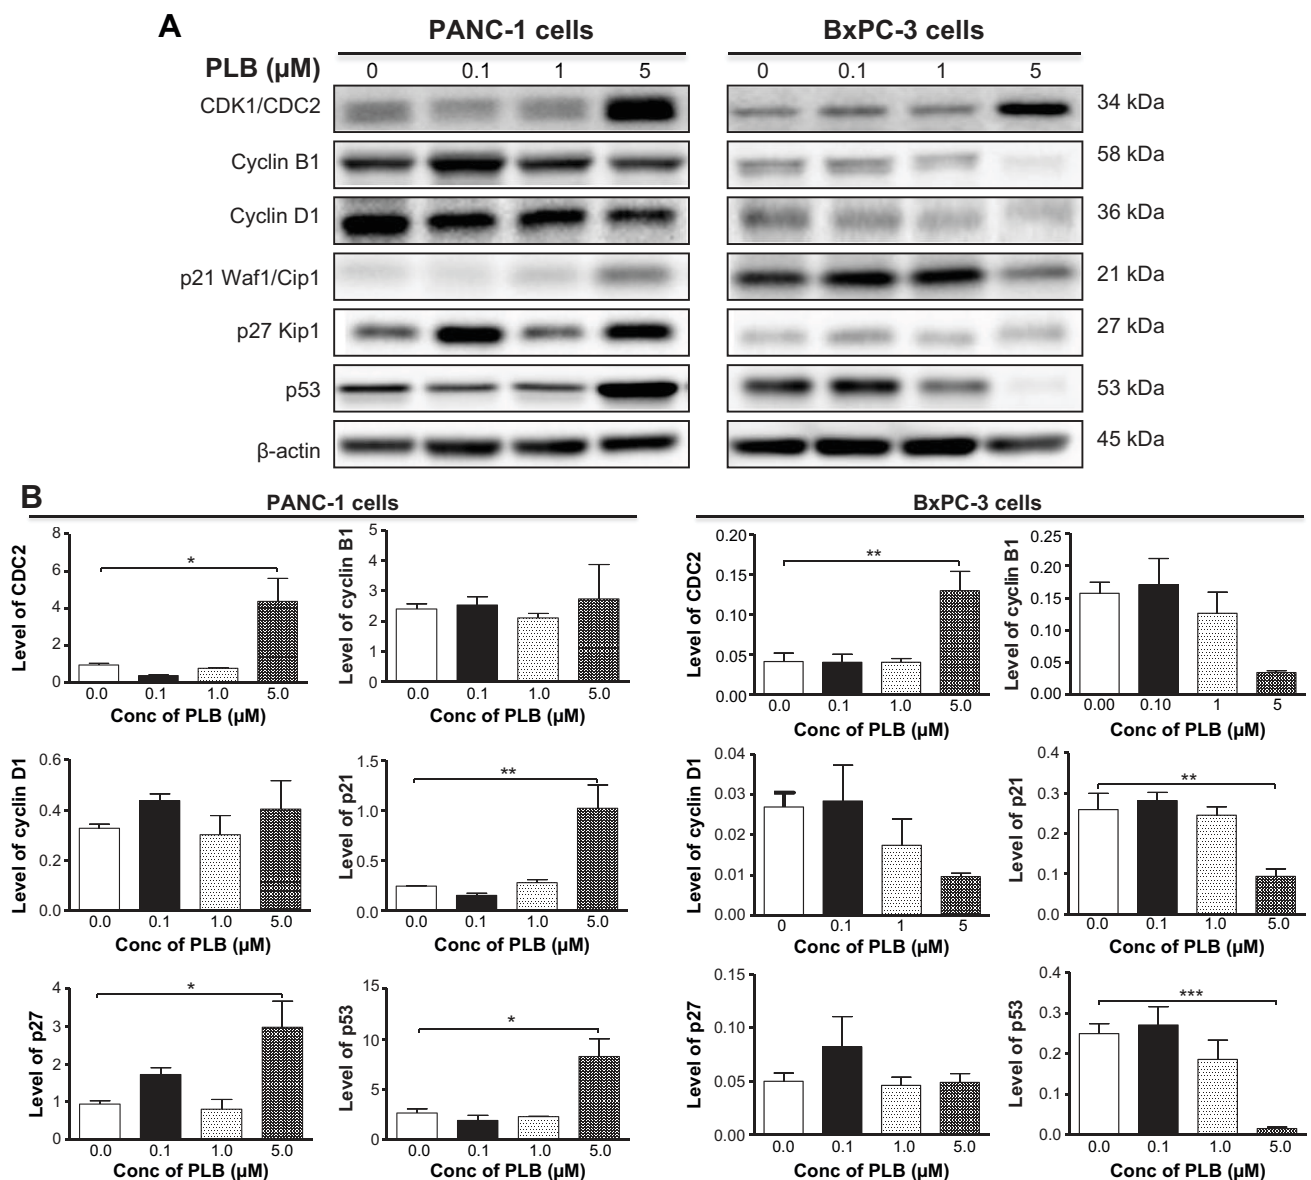 A
PANC-1 cells
BxPC-3 cells
PLB (µM)
0 0.1 1 5
0 0.1 1 5
CDK1/CDC2
34 kDa
Cyclin B1
58 kDa
Cyclin D1
36 kDa
p21 Waf1/Cip1
21 kDa
p27 Kip1
27 kDa
p53
53 kDa
β-actin
45 kDa
B
PANC-1 cells
BxPC-3 cells
Level of CDC2
8
6
4
2
0
*
0.0 0.1 1.0 5.0
Conc of PLB (µM)
Level of cyclin B1
5
4
3
2
1
0
0.0 0.1 1.0 5.0
Conc of PLB (µM)
Level of CDC2
0.20
0.15
0.10
0.05
0.00
**
0.0 0.1 1.0 5.0
Conc of PLB (µM)
Level of cyclin B1
0.25
0.20
0.15
0.10
0.05
0.00
0.00 0.10 1 5
Conc of PLB (µM)
Level of cyclin D1
0.6
0.4
0.2
0.0
0.0 0.1 1.0 5.0
Conc of PLB (µM)
Level of p21
1.5
1.0
0.5
0.0
**
0.0 0.1 1.0 5.0
Conc of PLB (µM)
Level of cyclin D1
0.04
0.03
0.02
0.01
0.00
0 0.1 1 5
Conc of PLB (µM)
Level of p21
0.4
0.3
0.2
0.1
0.0
**
0.0 0.1 1.0 5.0
Conc of PLB (µM)
Level of p27
4
3
2
1
0
*
0.0 0.1 1.0 5.0
Conc of PLB (µM)
Level of p53
15
10
5
0
*
0.0 0.1 1.0 5.0
Conc of PLB (µM)
Level of p27
0.15
0.10
0.05
0.00
0.0 0.1 1.0 5.0
Conc of PLB (µM)
Level of p53
0.4
0.3
0.2
0.1
0.0
***
0.0 0.1 1.0 5.0
Conc of PLB (µM)